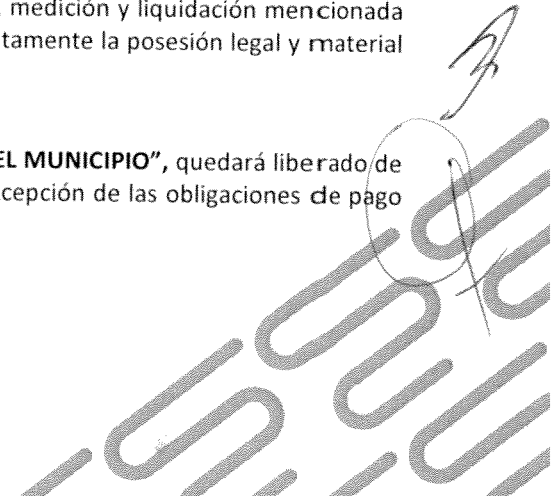 medición y liquidación mencionada
tamente la posesión legal y material
EL MUNICIPIO", quedará liberado de
cepción de las obligaciones de pago